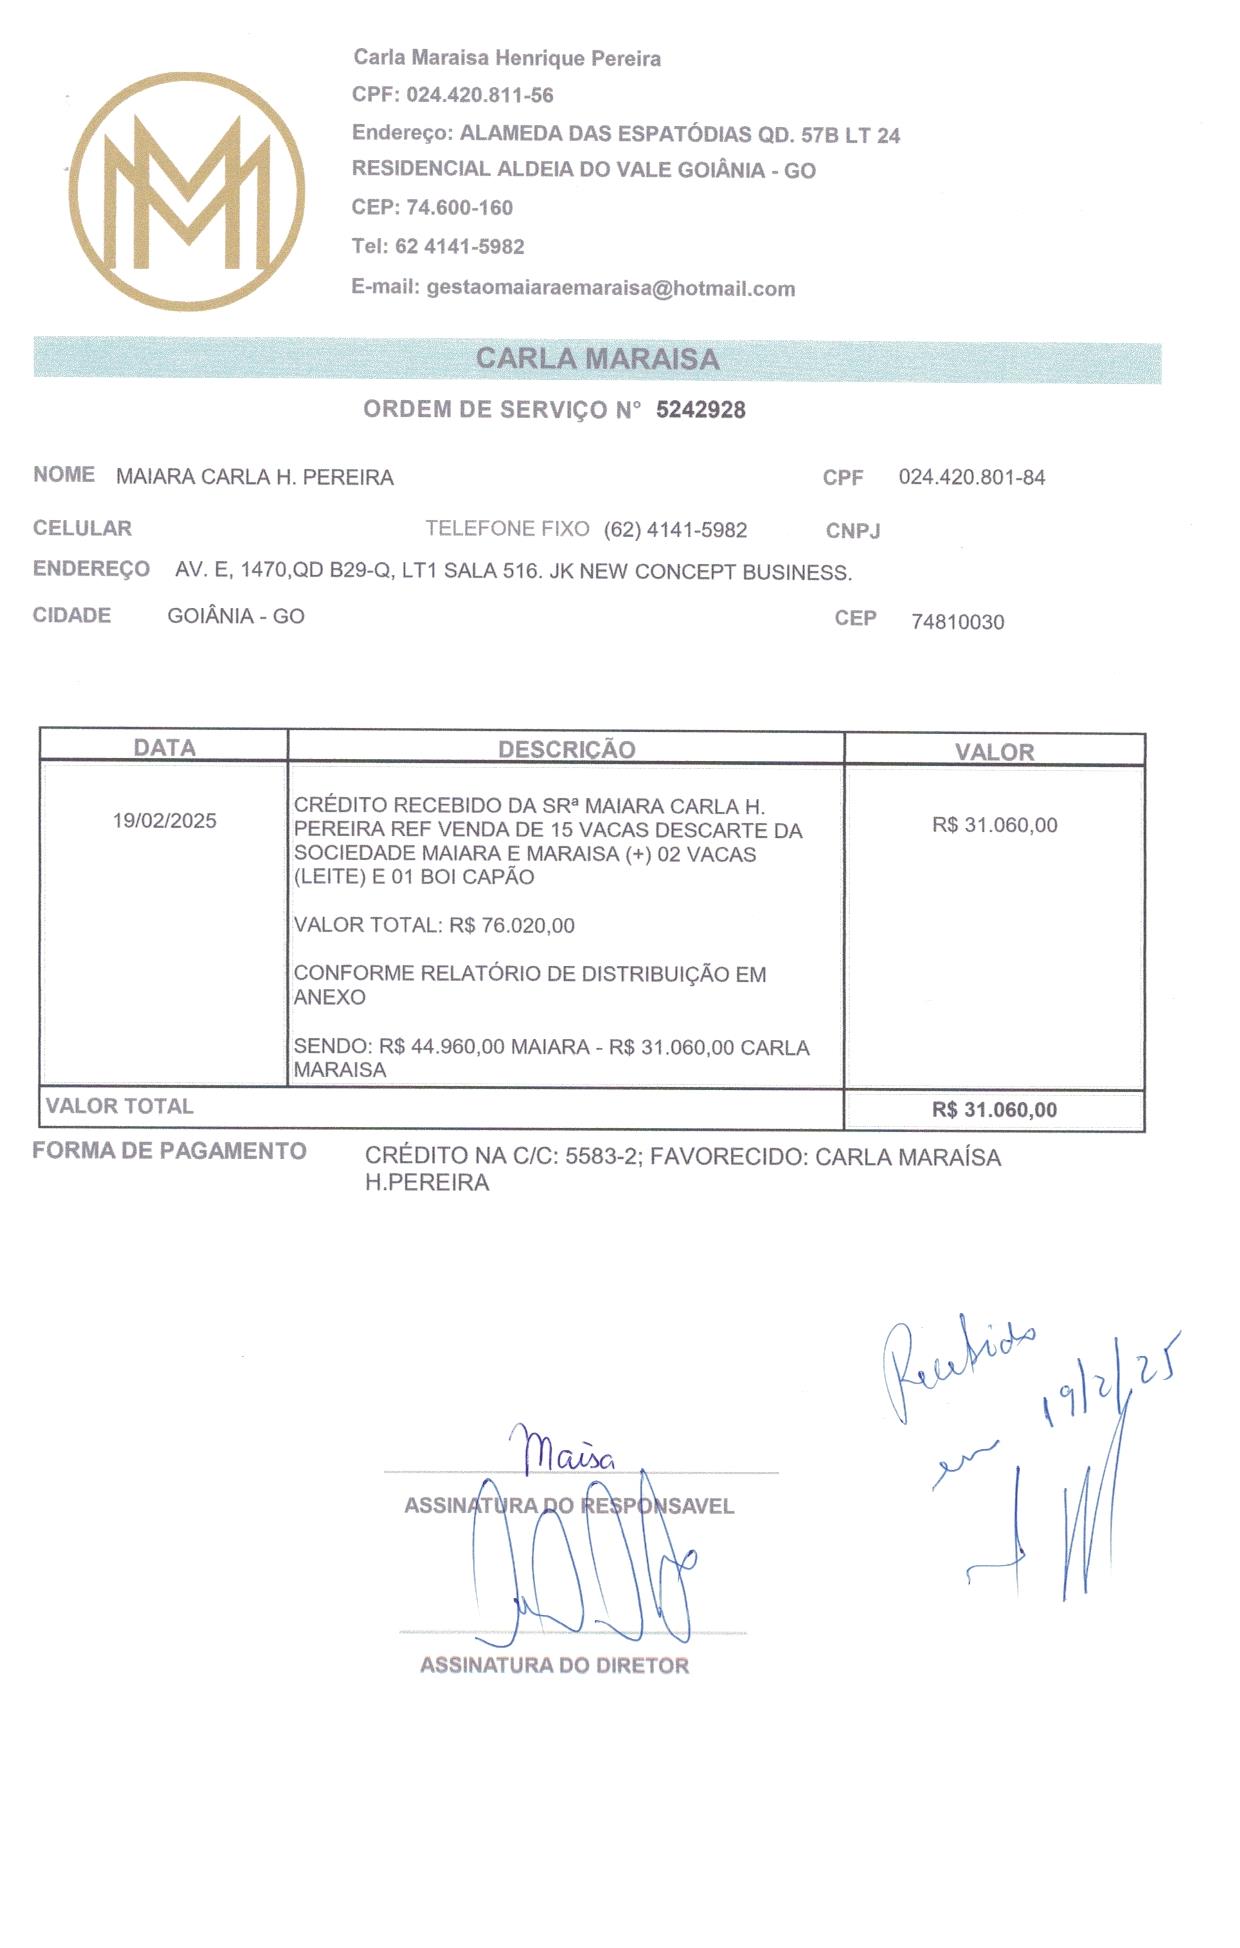 Carla Maraisa Henrique Pereira
CPF: 024.420.811-56
Endereço: ALAMEDA DAS ESPATÓDIAS QD. 57B LT 24
RESIDENCIAL ALDEIA DO VALE GOIÂNIA - GO
CEP: 74.600-160
Tel: 62 4141-5982
E-mail: gestaomaiaraemaraisa@hotmail.com
CARLA MARAISA
ORDEM DE SERVIÇO N° 5242928
NOME MAIARA CARLA H. PEREIRA CPF 024.420.801-84
CELULAR TELEFONE FIXO (62) 4141-5982 CNPJ
ENDEREÇO AV. E, 1470,QD B29-Q, LT1 SALA 516. JK NEW CONCEPT BUSINESS.
CIDADE GOIÂNIA - GO CEP 74810030
DATA DESCRIÇÃO VALOR
19/02/2025 R$ 31.060,00
CRÉDITO RECEBIDO DA SRª MAIARA CARLA H.
PEREIRA REF VENDA DE 15 VACAS DESCARTE DA
SOCIEDADE MAIARA E MARAISA (+) 02 VACAS
(LEITE) E 01 BOI CAPÃO
VALOR TOTAL: R$ 76.020,00
CONFORME RELATÓRIO DE DISTRIBUIÇÃO EM
ANEXO
SENDO: R$ 44.960,00 MAIARA - R$ 31.060,00 CARLA
MARAISA
VALOR TOTAL R$ 31.060,00
FORMA DE PAGAMENTO CRÉDITO NA C/C: 5583-2; FAVORECIDO: CARLA MARAÍSA
H.PEREIRA
Recebido
em 19/2/25
Maisa
ASSINATURA DO RESPONSAVEL
ASSINATURA DO DIRETOR